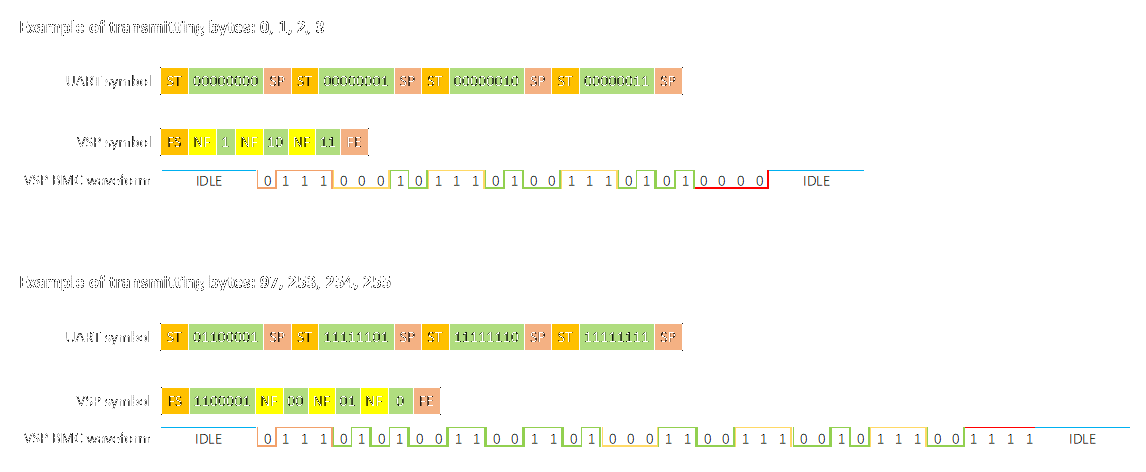 Example of transmitting bytes: 0, 1, 2, 3
UART symbol ST 00000000 SP ST 00000001 SP ST 00000010 SP ST 00000011 SP
VSP symbol FS NF 1 NF 10 NF 11 FE
VSP BMC waveform IDLE 0 1 1 1 0 0 0 1 0 1 1 1 0 1 0 0 1 1 1 0 1 0 1 0 0 0 0 IDLE
Example of transmitting bytes: 97, 253, 254, 255
UART symbol ST 01100001 SP ST 11111101 SP ST 11111110 SP ST 11111111 SP
VSP symbol FS 1100001 NF 00 NF 01 NF 0 FE
VSP BMC waveform IDLE 0 1 1 1 0 1 0 1 0 0 1 1 0 0 1 1 0 1 0 0 0 1 1 0 0 1 1 1 0 0 1 0 1 1 1 0 0 1 1 1 1 IDLE